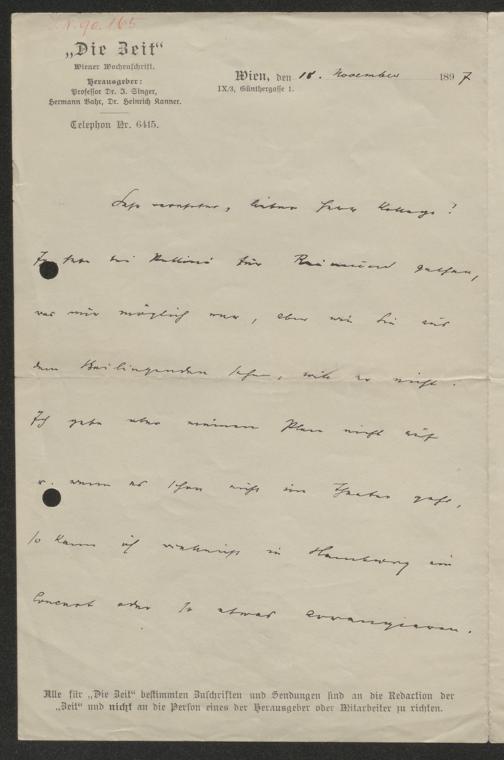 „Die Zeit“
Wiener Wochenschrift.
Herausgeber:
Professor Dr. I. Singer,
Hermann Bahr, Dr. Heinrich Kanner.
Telephon Nr. 6415.
Wien, den 18. November 1897
IX/3, Günthergasse 1.
Sehr verehrter, lieber Herr College!
Ich habe bei für Raimund gethan,
was mir möglich war, aber wie Sie aus
dem Beiliegenden sehen, will er nicht.
Ich gebe aber meinen Plan nicht auf
u. wenn es schon nicht im Theater geht,
so kann ich vielleicht in Hamburg ein
Concert oder so etwas arrangieren.
Alle für „Die Zeit“ bestimmten Zuschriften und Sendungen sind an die Redaction der
„Zeit“ und nicht an die Person eines der Herausgeber oder Mitarbeiter zu richten.